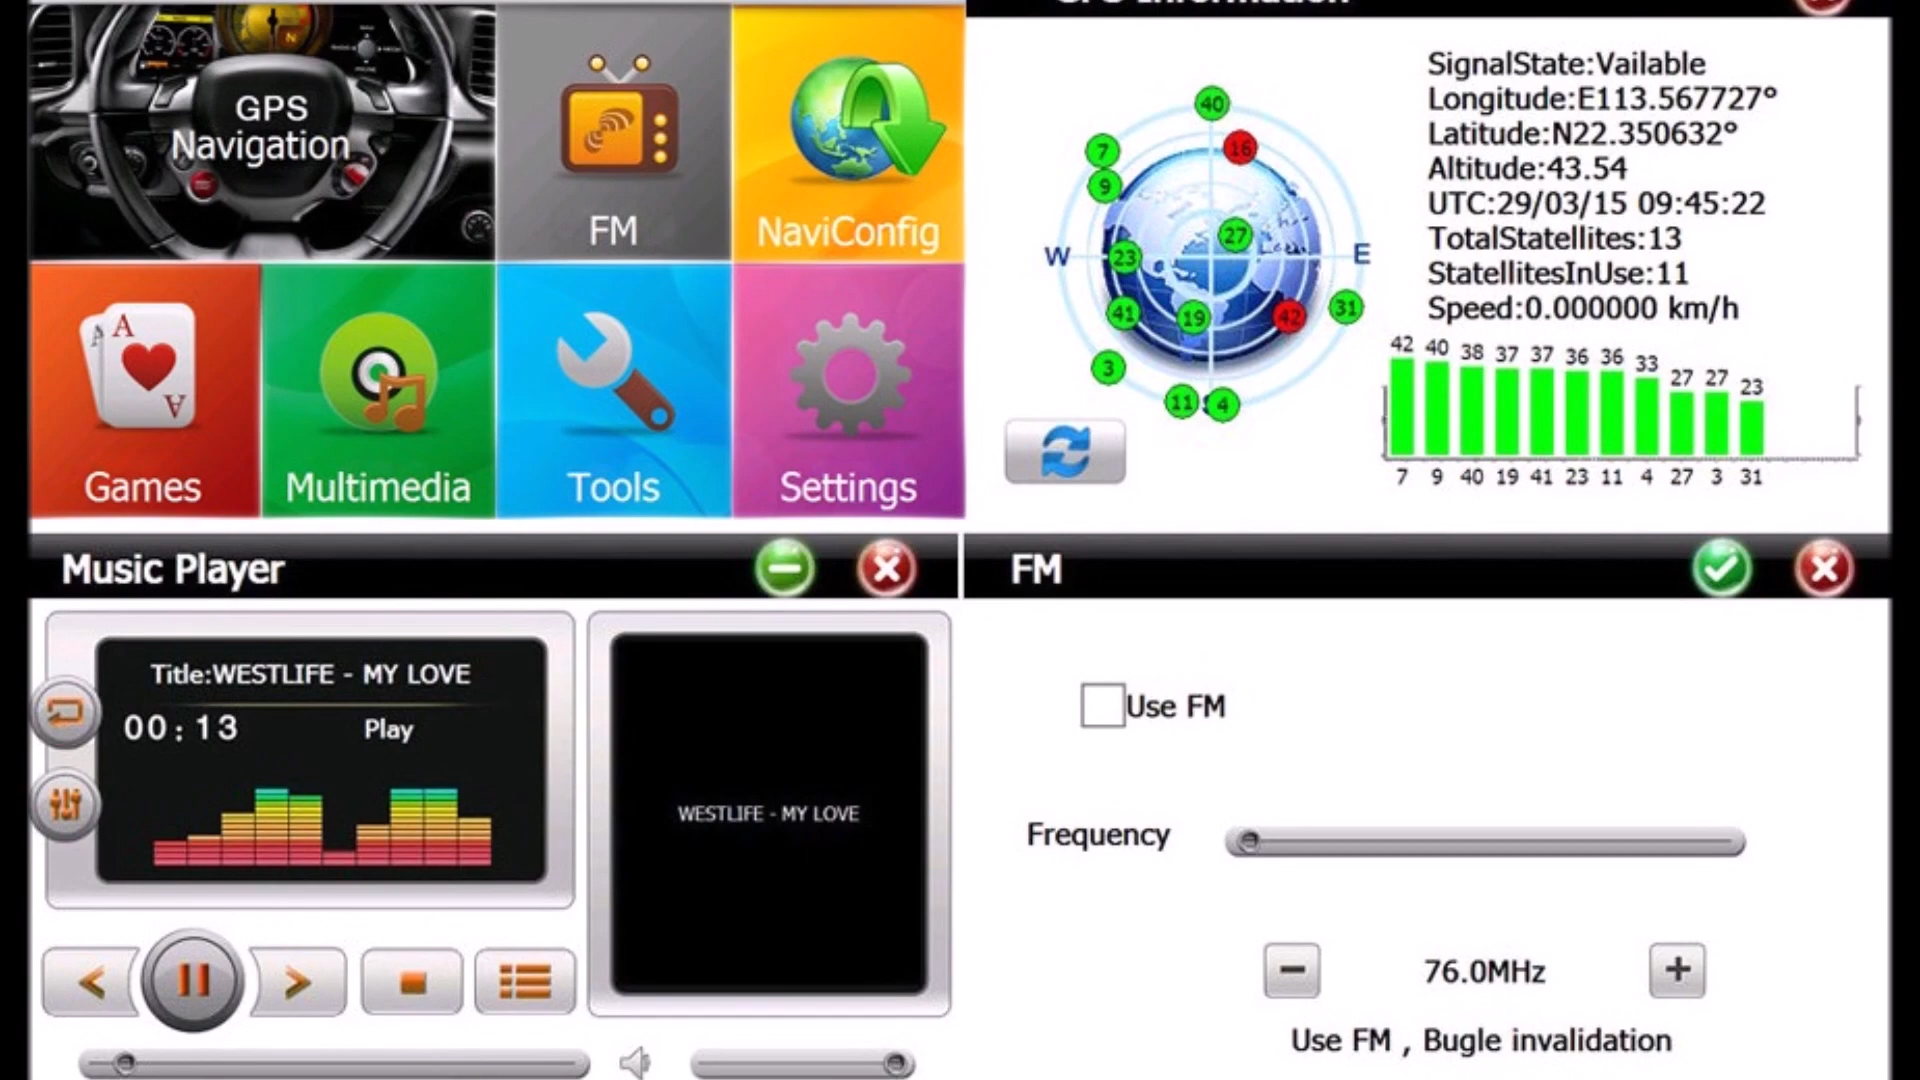 GPS
Navigation
FM
NaviConfig
Games
Multimedia
Tools
Settings
GPS Information
SignalState:Vailable
Longitude:E113.567727°
Latitude:N22.350632°
Altitude:43.54
UTC:29/03/15 09:45:22
TotalStatellites:13
StatellitesInUse:11
Speed:0.000000 km/h
40
7
16
9
27
W
23
E
41
19
42
31
3
11
4
42 40 38 37 37 36 36 33 27 27 23
7 9 40 19 41 23 11 4 27 3 31
Music Player
Title:WESTLIFE - MY LOVE
00:13
Play
WESTLIFE - MY LOVE
FM
Use FM
Frequency
76.0MHz
Use FM , Bugle invalidation